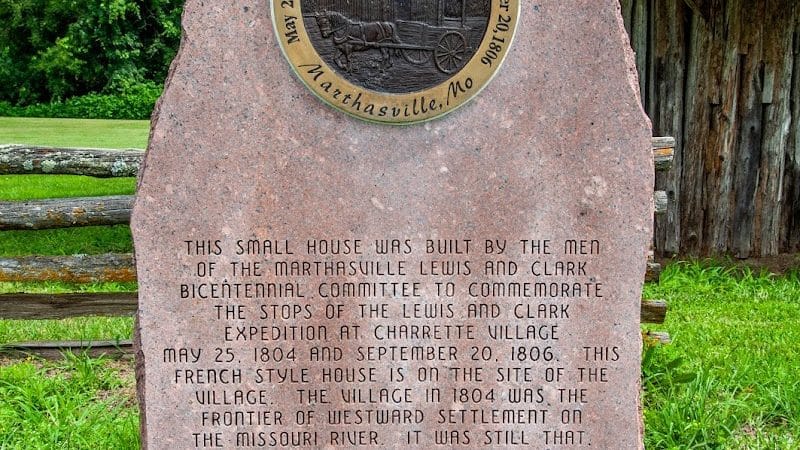 May 2
er 20, 1806
Marthasville, Mo
THIS SMALL HOUSE WAS BUILT BY THE MEN
OF THE MARTHASVILLE LEWIS AND CLARK
BICENTENNIAL COMMITTEE TO COMMEMORATE
THE STOPS OF THE LEWIS AND CLARK
EXPEDITION AT CHARRETTE VILLAGE
MAY 25, 1804 AND SEPTEMBER 20, 1806. THIS
FRENCH STYLE HOUSE IS ON THE SITE OF THE
VILLAGE. THE VILLAGE IN 1804 WAS THE
FRONTIER OF WESTWARD SETTLEMENT ON
THE MISSOURI RIVER. IT WAS STILL THAT,